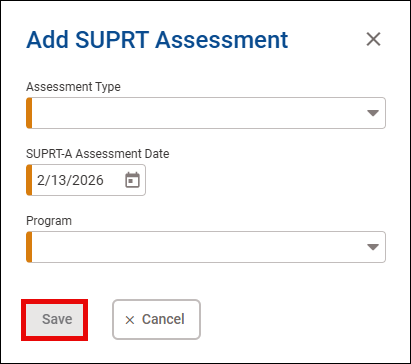 Add SUPRT Assessment
Assessment Type
SUPRT-A Assessment Date
2/13/2026
Program
Save
Cancel